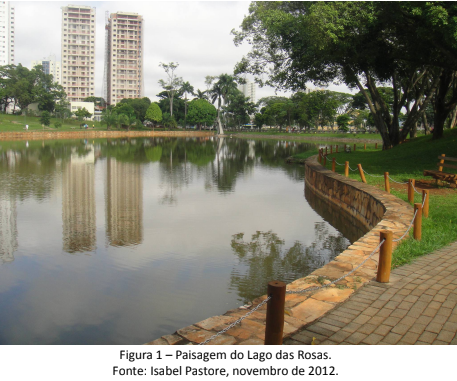 Figura 1 – Paisagem do Lago das Rosas.
Fonte: Isabel Pastore, novembro de 2012.